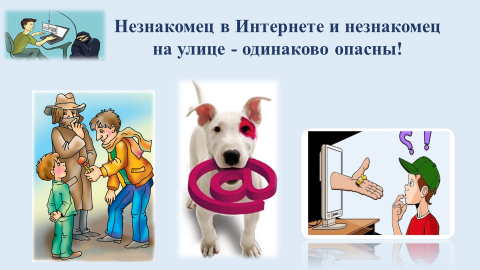 Незнакомец в Интернете и незнакомец
на улице - одинаково опасны!
@